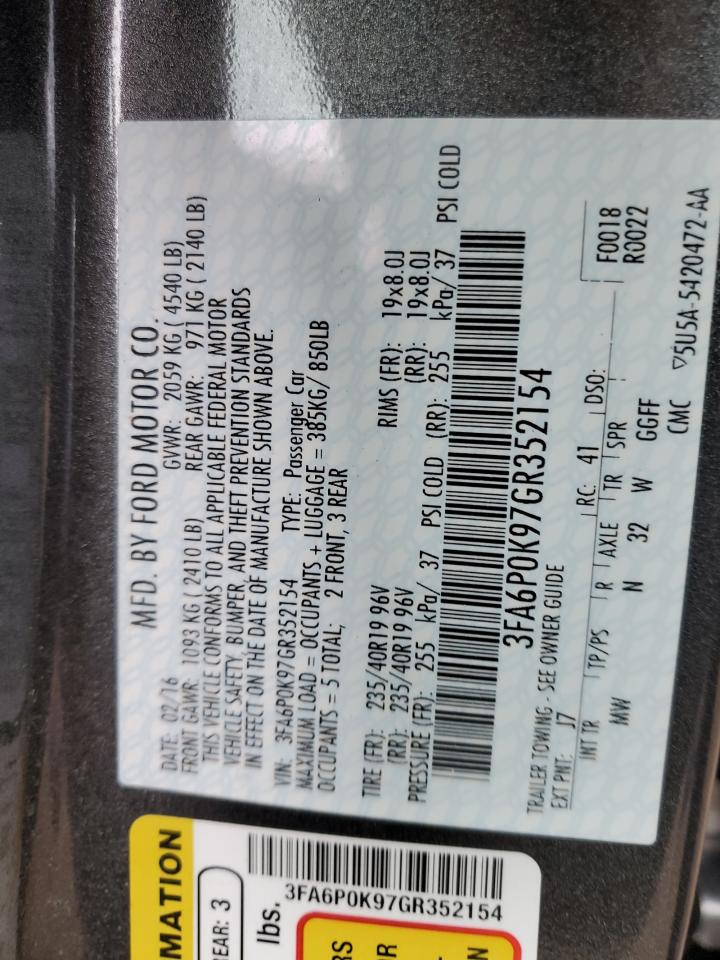 MFD. BY FORD MOTOR CO.
DATE: 02/16 GVWR: 2059 KG ( 4540 LB)
FRONT GAWR: 1093 KG ( 2410 LB) REAR GAWR: 971 KG ( 2140 LB)
THIS VEHICLE CONFORMS TO ALL APPLICABLE FEDERAL MOTOR
VEHICLE SAFETY, BUMPER, AND THEFT PREVENTION STANDARDS
IN EFFECT ON THE DATE OF MANUFACTURE SHOWN ABOVE.
VIN: 3FA6P0K97GR352154 TYPE: Passenger Car
MAXIMUM LOAD = OCCUPANTS + LUGGAGE = 385KG/ 850LB
OCCUPANTS = 5 TOTAL; 2 FRONT, 3 REAR
TIRE (FR): 235/40R19 96V RIMS (FR): 19x8.0J
(RR): 235/40R19 96V (RR): 19x8.0J
PRESSURE (FR): 255 kPa/ 37 PSI COLD (RR): 255 kPa/ 37 PSI COLD
3FA6P0K97GR352154
TRAILER TOWING - SEE OWNER GUIDE
EXT PNT: J7 RC: 41 DSO: F0018
R0022
INT TR TP/PS R AXLE TR SPR
MW N 32 W GGFF
CMC ▽5U5A-5420472-AA
MATION
REAR: 3
lbs.
3FA6P0K97GR352154
RS
OR
N